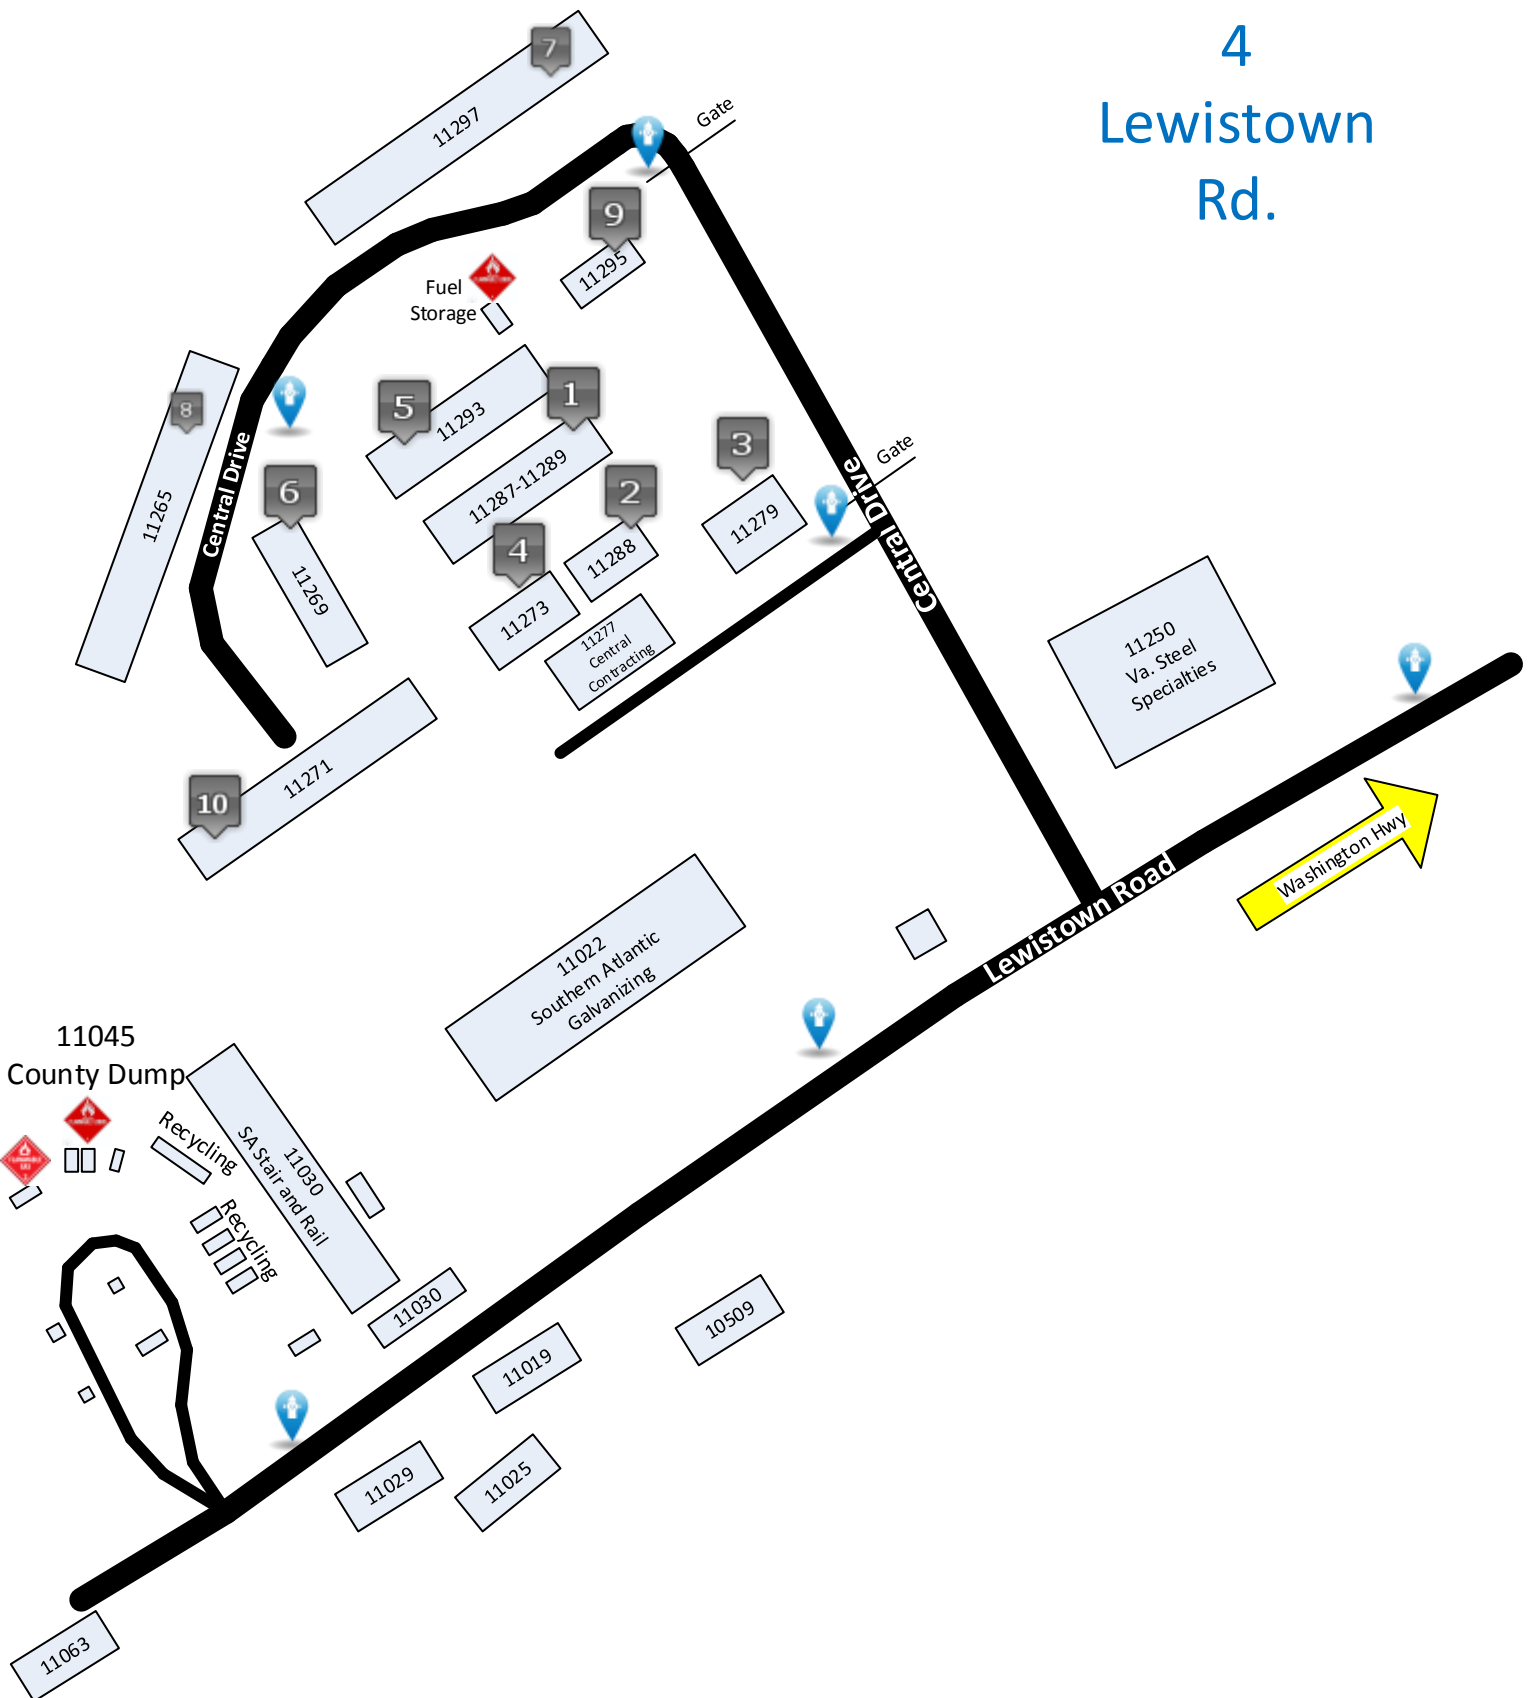 4
Lewistown
Rd.
7
11297
Gate
9
11295
Fuel
Storage
5
11293
1
11287-11289
8
11265
Central Drive
6
11269
2
11288
3
11279
Gate
Central Drive
4
11273
11277
Central
Contracting
11250
Va. Steel
Specialties
10
11271
Washington Hwy
Lewistown Road
11022
Southern Atlantic
Galvanizing
11045
County Dump
Recycling
Recycling
11030
SA Stair and Rail
11030
11019
10509
11029
11025
11063